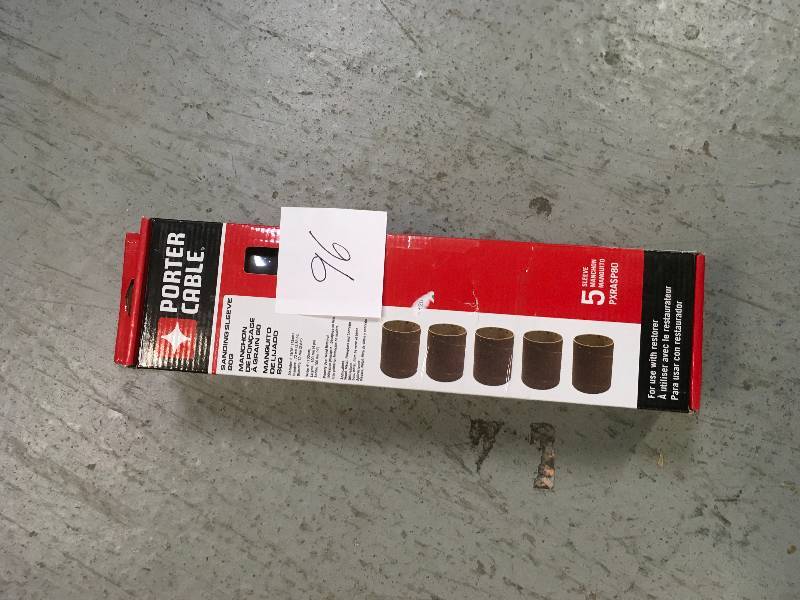 PORTER
CABLE®
SANDING SLEEVE
80G
MANCHON
DE PONÇAGE
À GRAIN 80
MANGUITO
DE LIJADO
80G
96
5 SLEEVE
MANCHON
MANGUITO
PXRASP80
For use with restorer
À utiliser avec le restaurateur
Para usar con restaurador